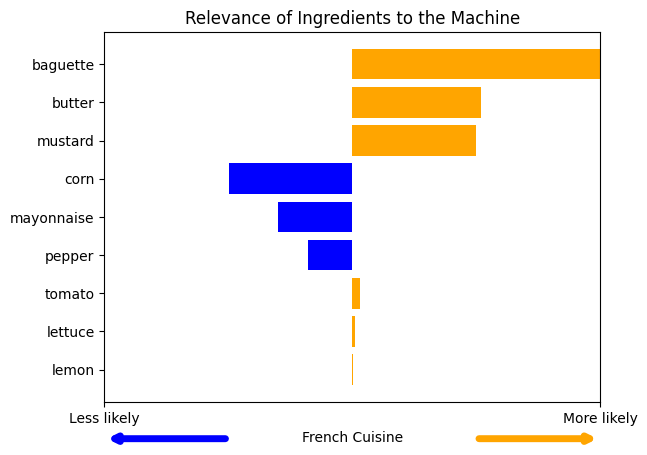 Relevance of Ingredients to the Machine
baguette
butter
mustard
corn
mayonnaise
pepper
tomato
lettuce
lemon
Less likely
More likely
French Cuisine